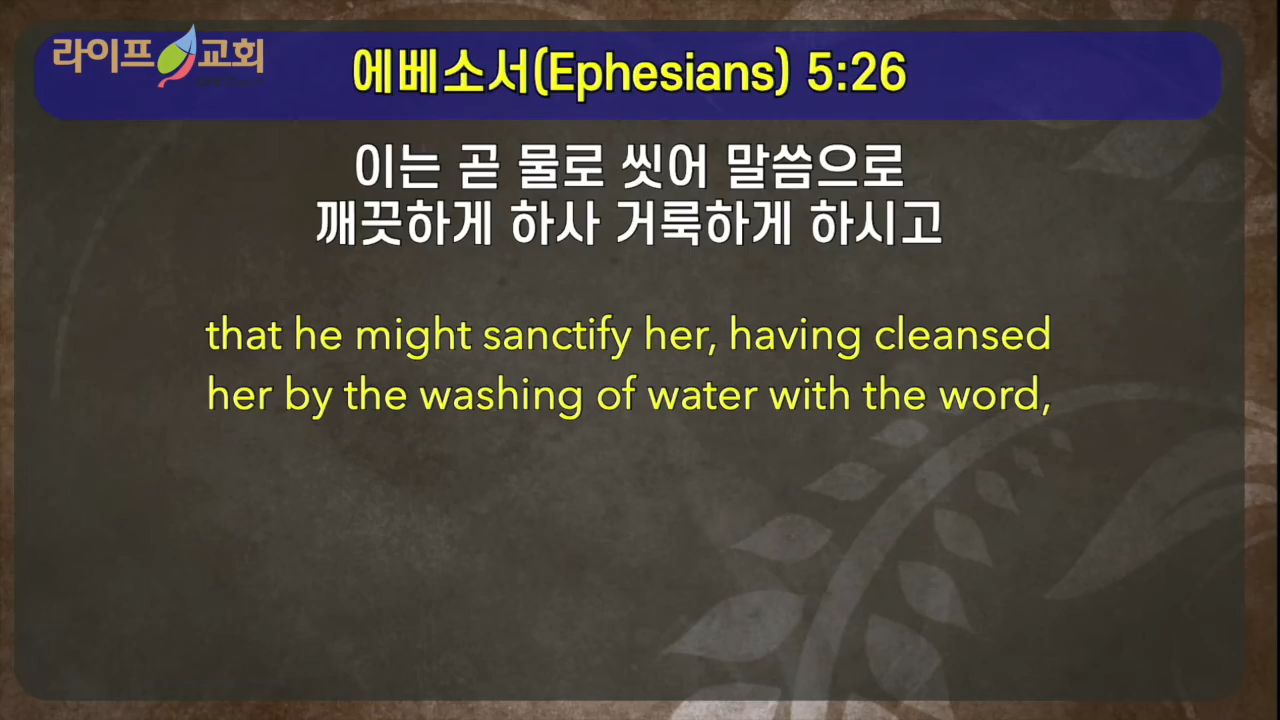 라이프교회
에베소서(Ephesians) 5:26
이는 곧 물로 씻어 말씀으로
깨끗하게 하사 거룩하게 하시고
that he might sanctify her, having cleansed
her by the washing of water with the word,